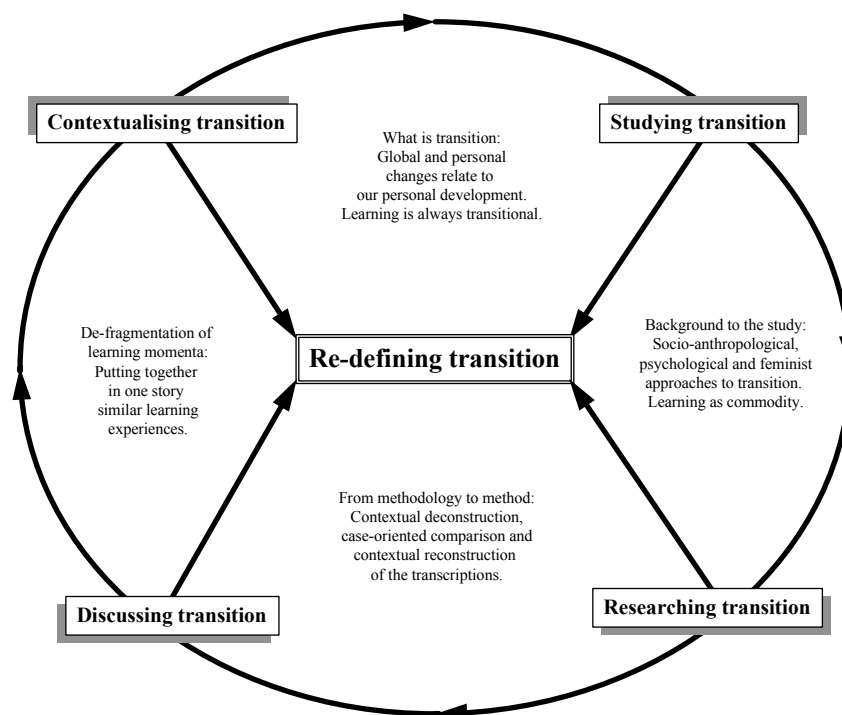 Contextualising transition
Studying transition
What is transition:
Global and personal
changes relate to
our personal development.
Learning is always transitional.
De-fragmentation of
learning momenta:
Putting together
in one story
similar learning
experiences.
Re-defining transition
Background to the study:
Socio-anthropological,
psychological and feminist
approaches to transition.
Learning as commodity.
From methodology to method:
Contextual deconstruction,
case-oriented comparison and
contextual reconstruction
of the transcriptions.
Discussing transition
Researching transition